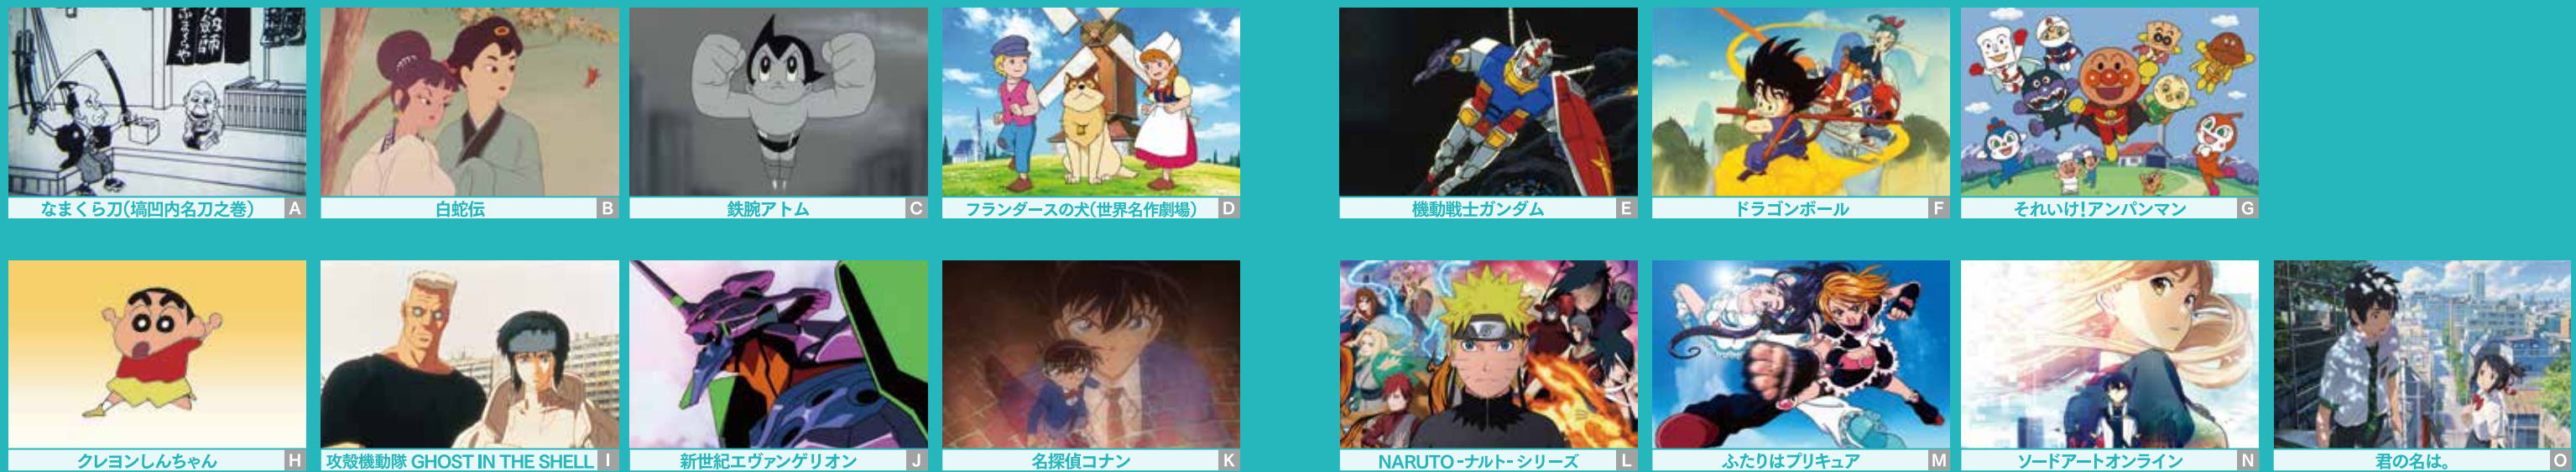 なまくら刀(塙凹内名刀之巻) A
白蛇伝 B
鉄腕アトム C
フランダースの犬(世界名作劇場) D
機動戦士ガンダム E
ドラゴンボール F
それいけ!アンパンマン G
クレヨンしんちゃん H
攻殻機動隊 GHOST IN THE SHELL I
新世紀エヴァンゲリオン J
名探偵コナン K
NARUTO-ナルト-シリーズ L
ふたりはプリキュア M
ソードアートオンライン N
君の名は。 O